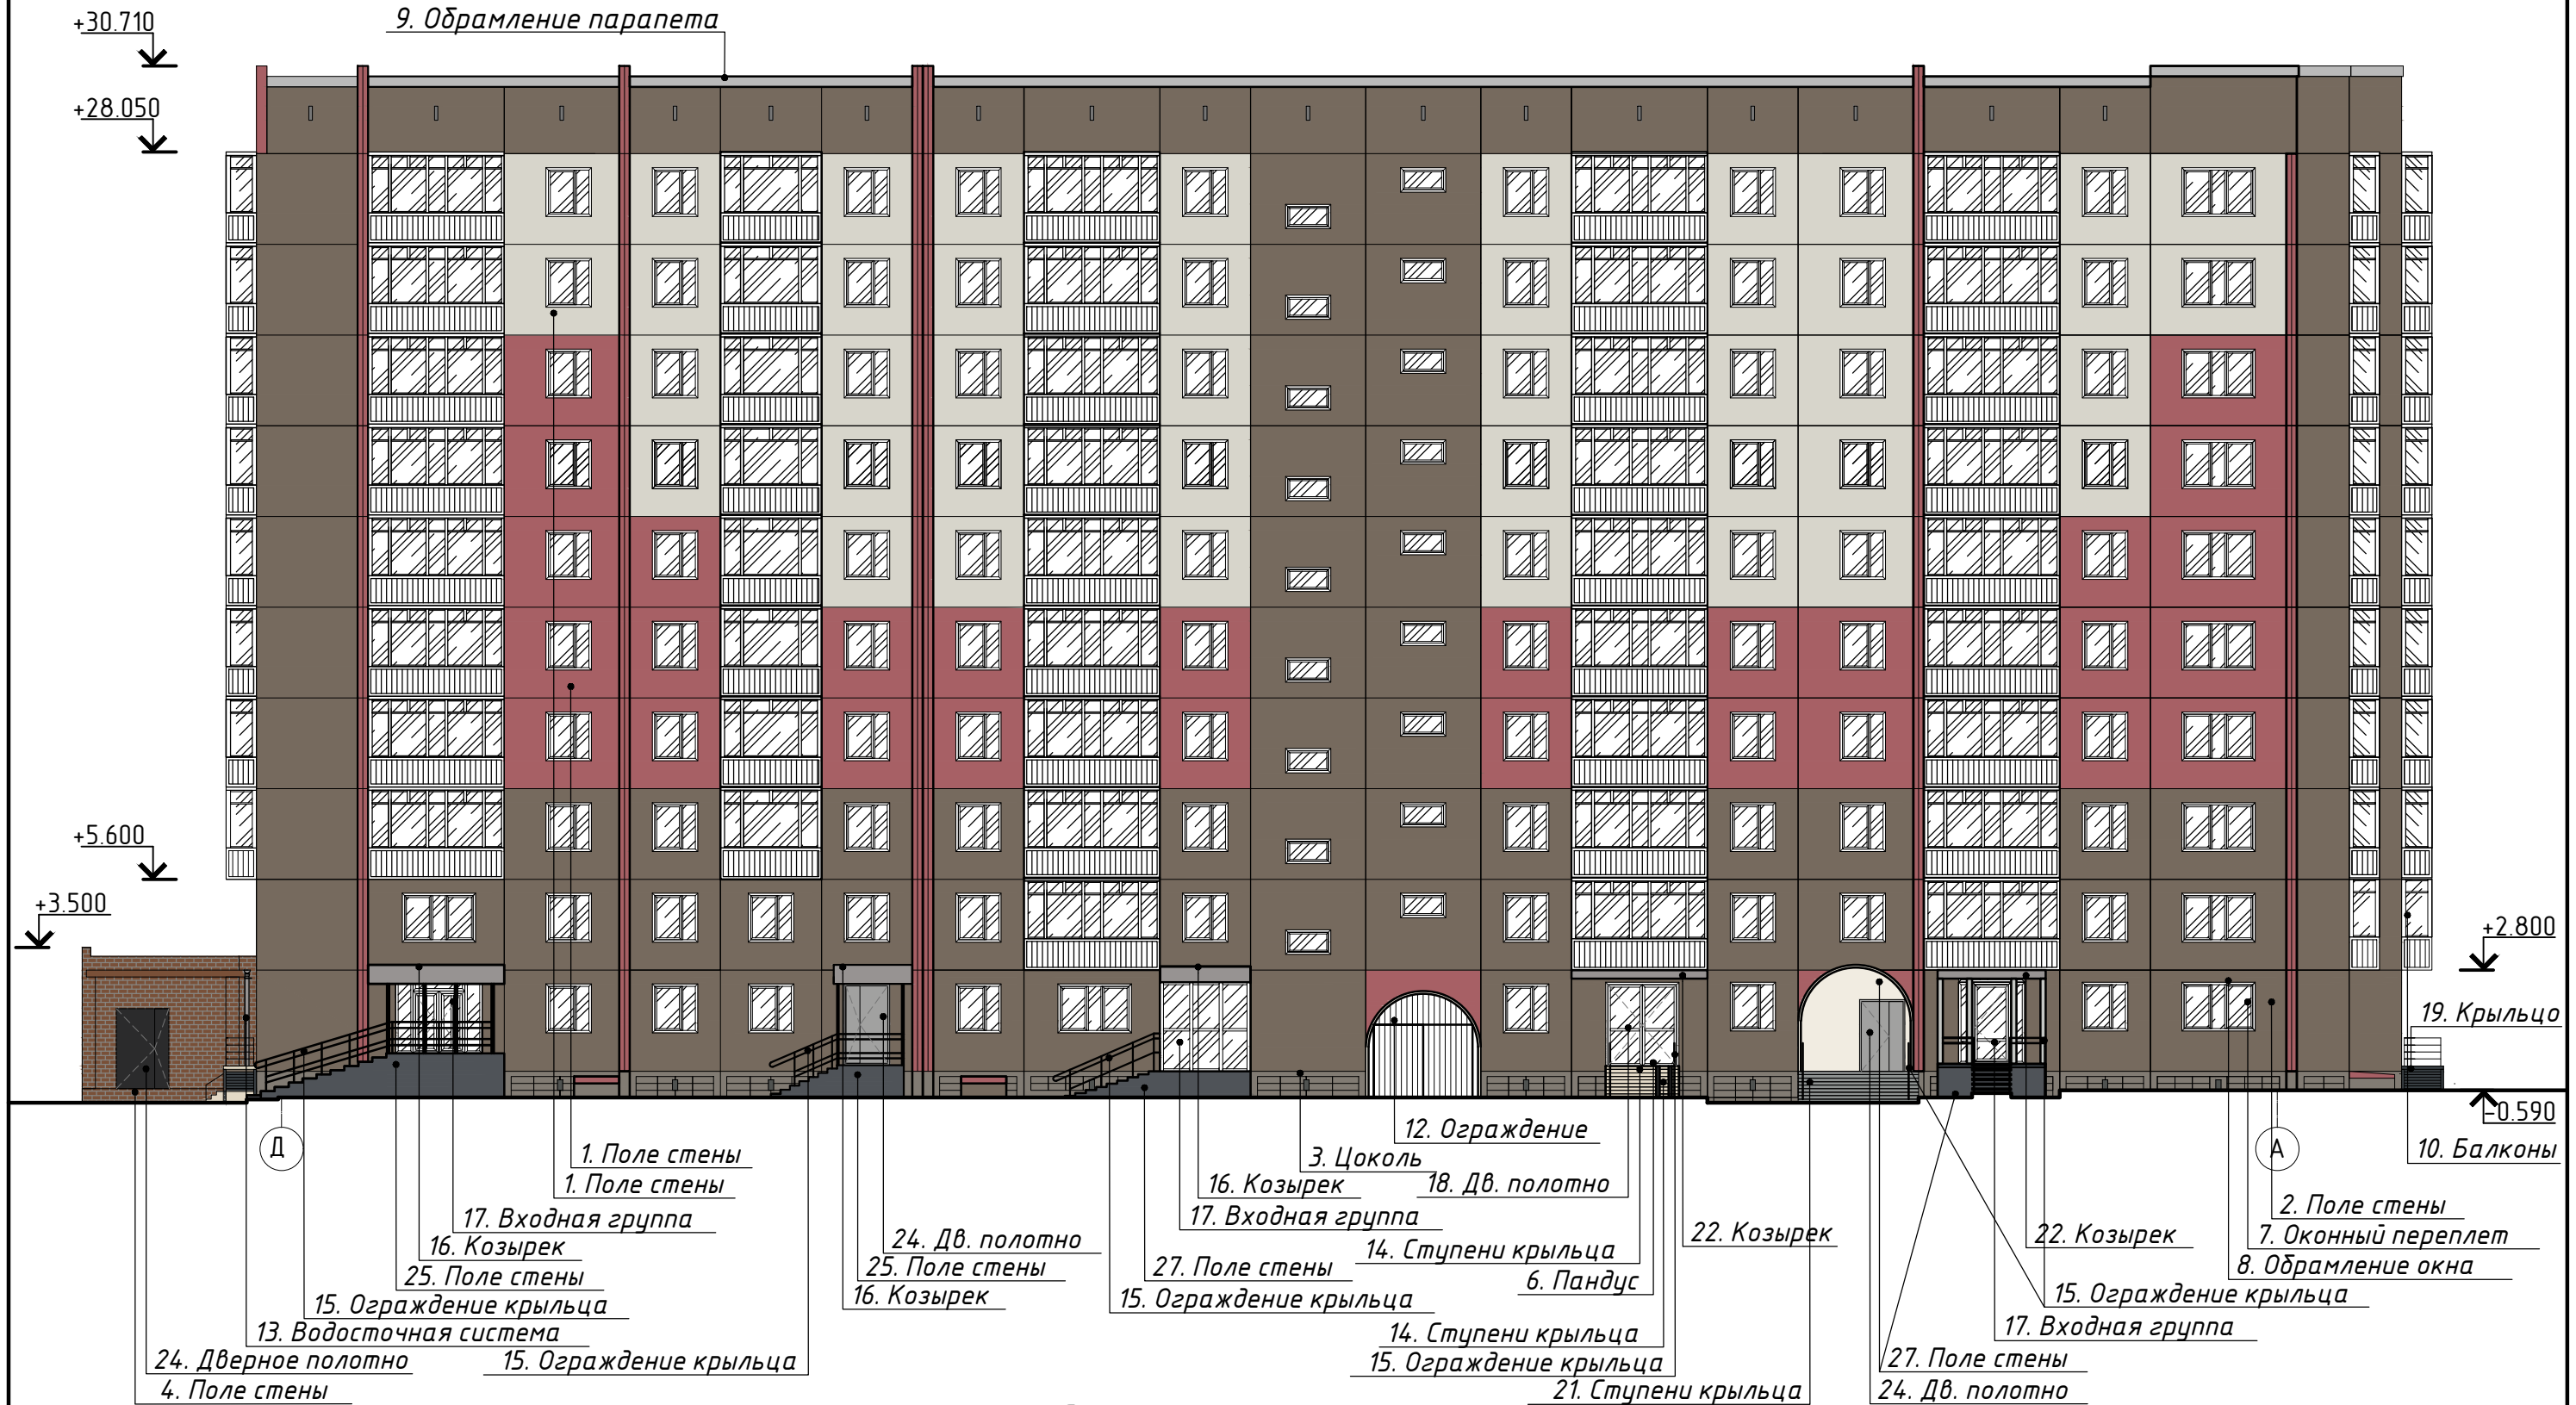 +30.710
9. Обрамление парапета
+28.050
+5.600
+3.500
+2.800
19. Крыльцо
-0.590
Д
А
12. Ограждение
1. Поле стены
3. Цоколь
10. Балконы
1. Поле стены
16. Козырек
18. Дв. полотно
2. Поле стены
17. Входная группа
17. Входная группа
22. Козырек
22. Козырек
7. Оконный переплет
16. Козырек
24. Дв. полотно
14. Ступени крыльца
25. Поле стены
25. Поле стены
27. Поле стены
6. Пандус
8. Обрамление окна
15. Ограждение крыльца
16. Козырек
15. Ограждение крыльца
15. Ограждение крыльца
13. Водосточная система
14. Ступени крыльца
17. Входная группа
24. Дверное полотно
15. Ограждение крыльца
15. Ограждение крыльца
27. Поле стены
4. Поле стены
21. Ступени крыльца
24. Дв. полотно